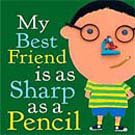 My
Best
Friend
is as
Sharp
as a
Pencil